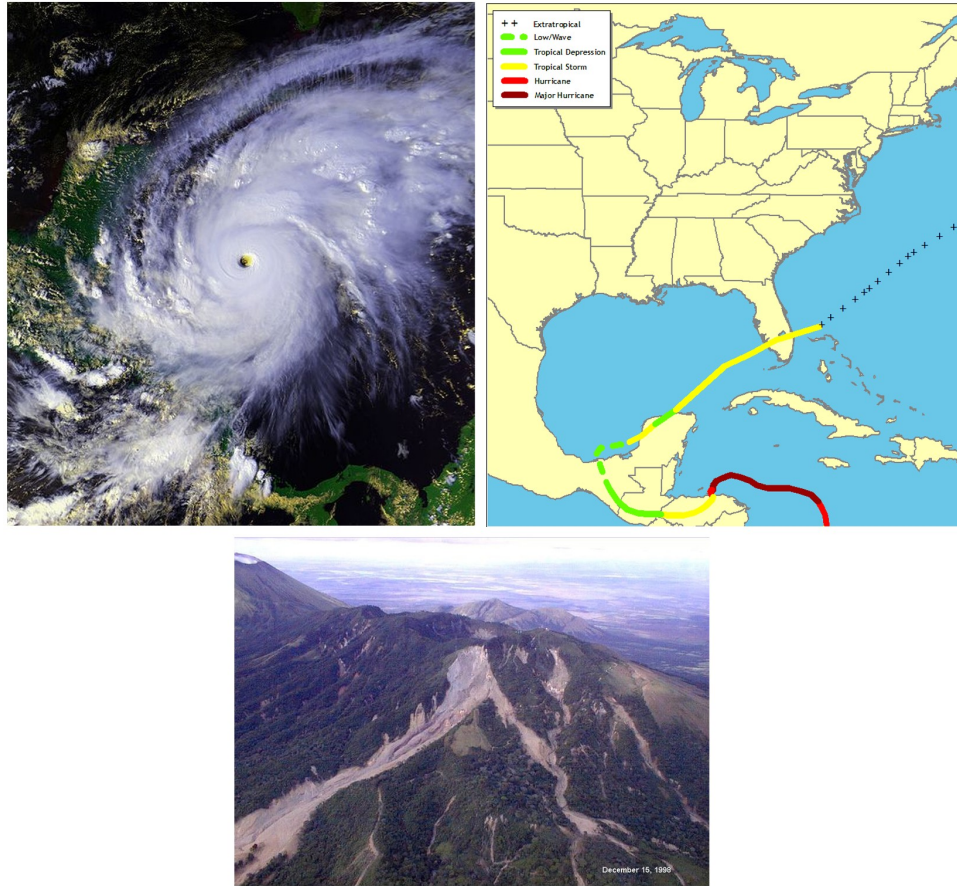 ++ Extratropical
Low/Wave
Tropical Depression
Tropical Storm
Hurricane
Major Hurricane
December 15, 1998